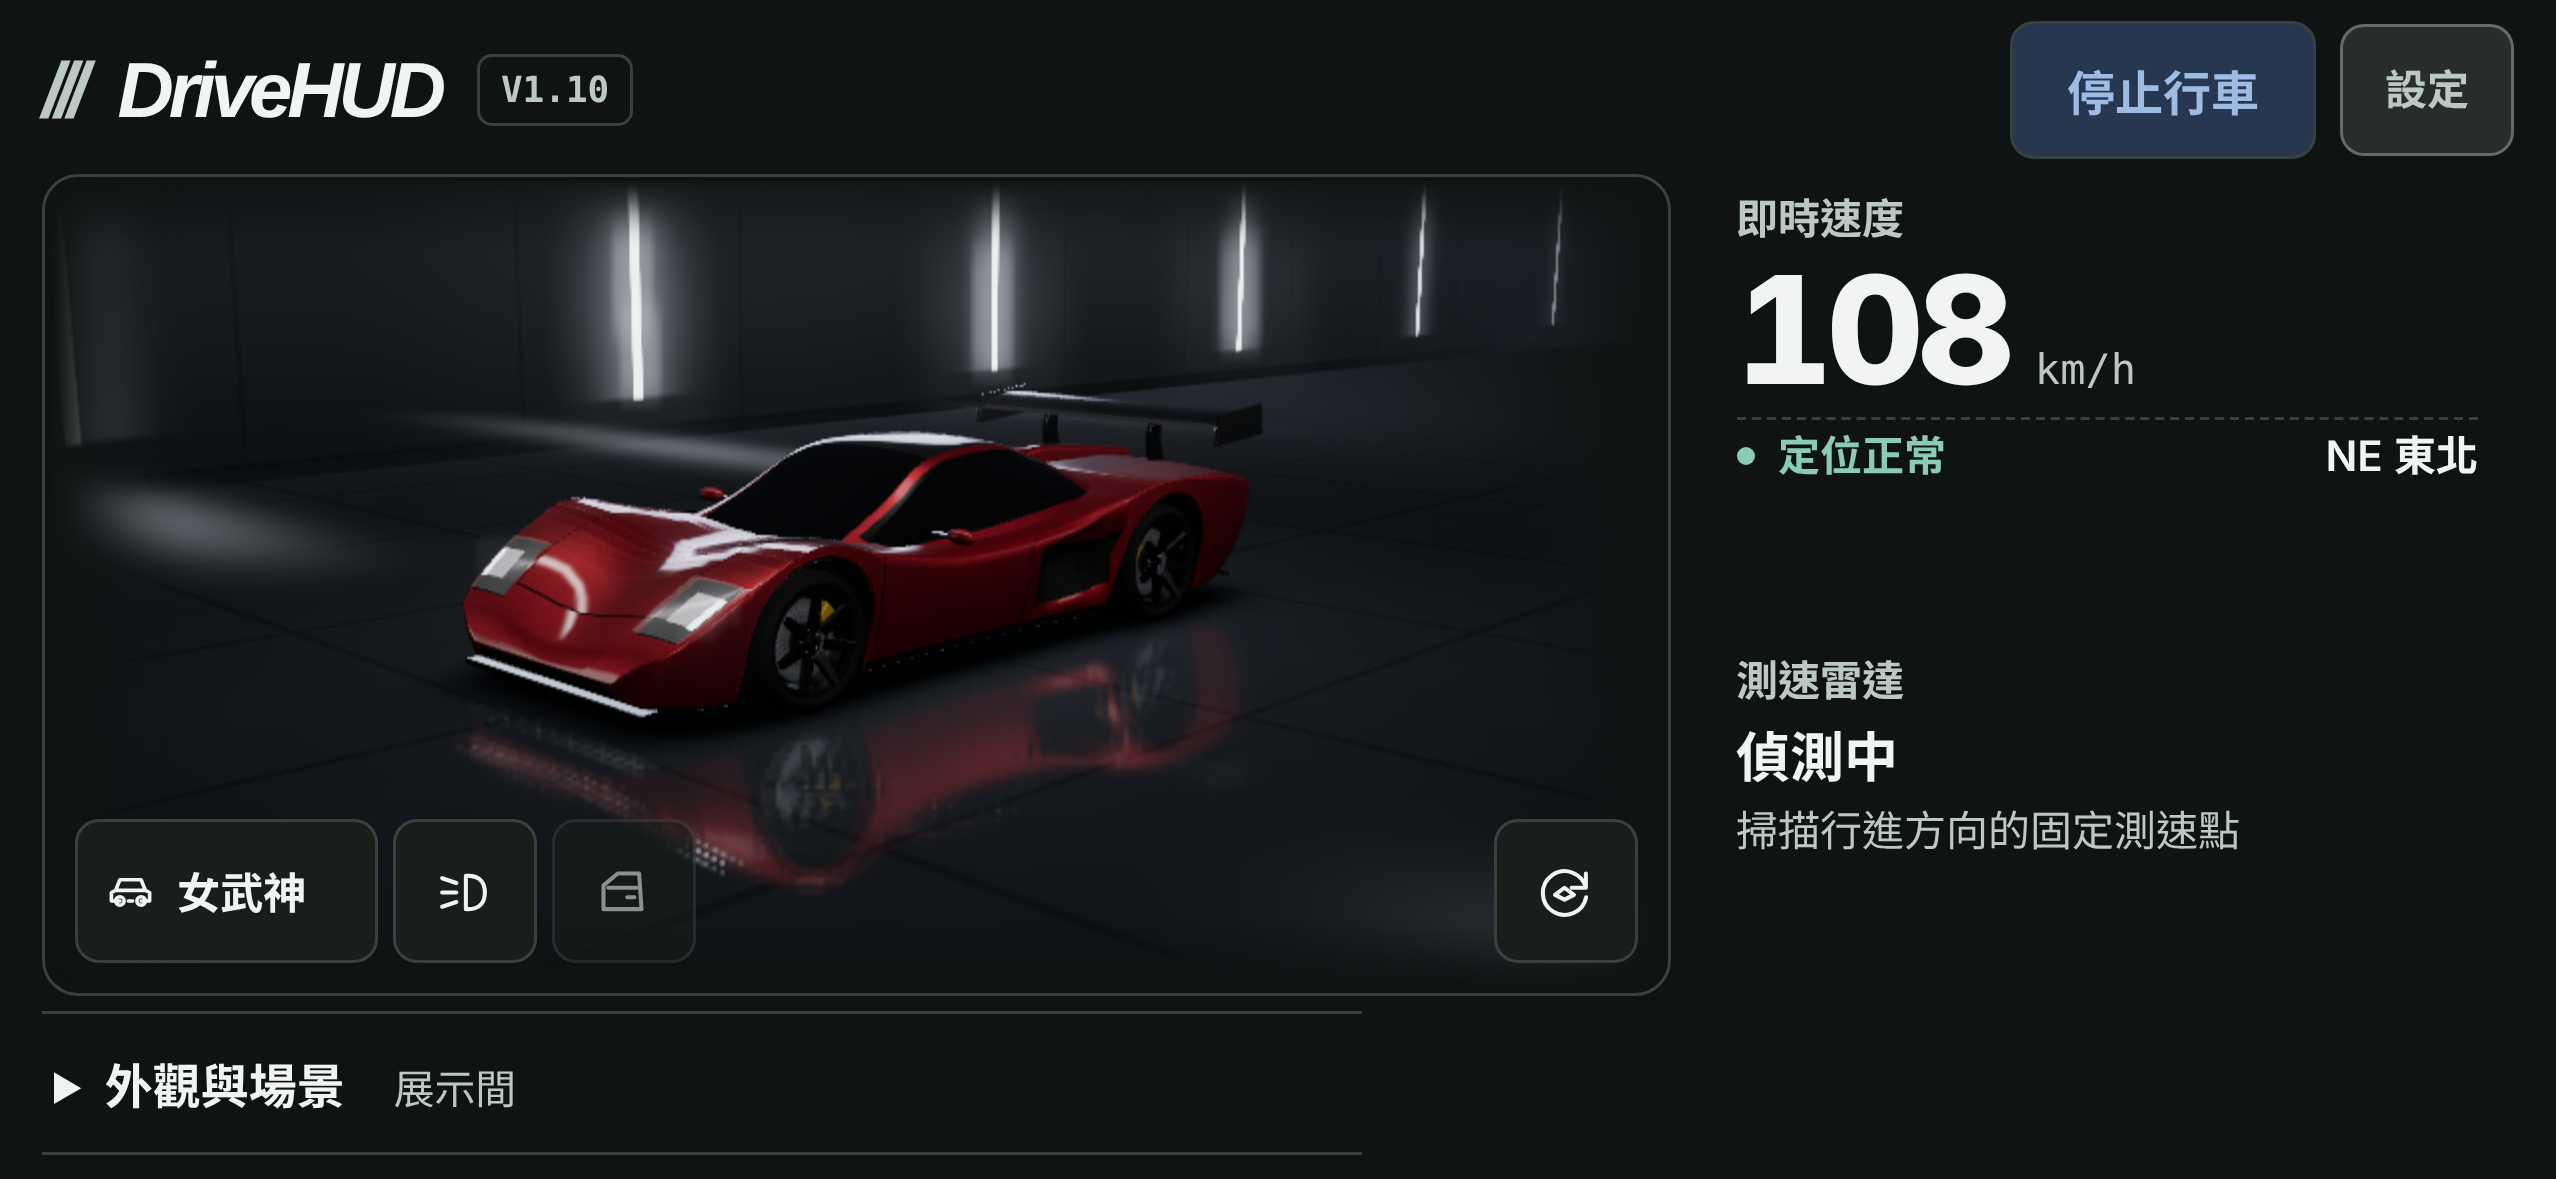 DriveHUD V1.10
停止行車 設定
即時速度
108 km/h
定位正常 NE 東北
測速雷達
偵測中
掃描行進方向的固定測速點
女武神
外觀與場景 展示間